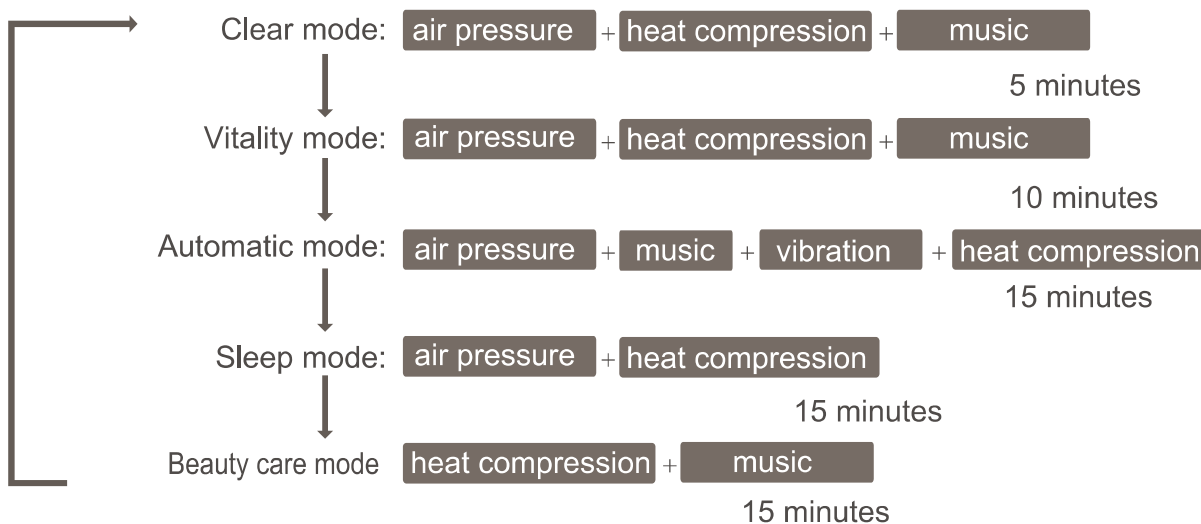 Clear mode: air pressure + heat compression + music
5 minutes
Vitality mode: air pressure + heat compression + music
10 minutes
Automatic mode: air pressure + music + vibration + heat compression
15 minutes
Sleep mode: air pressure + heat compression
15 minutes
Beauty care mode heat compression + music
15 minutes